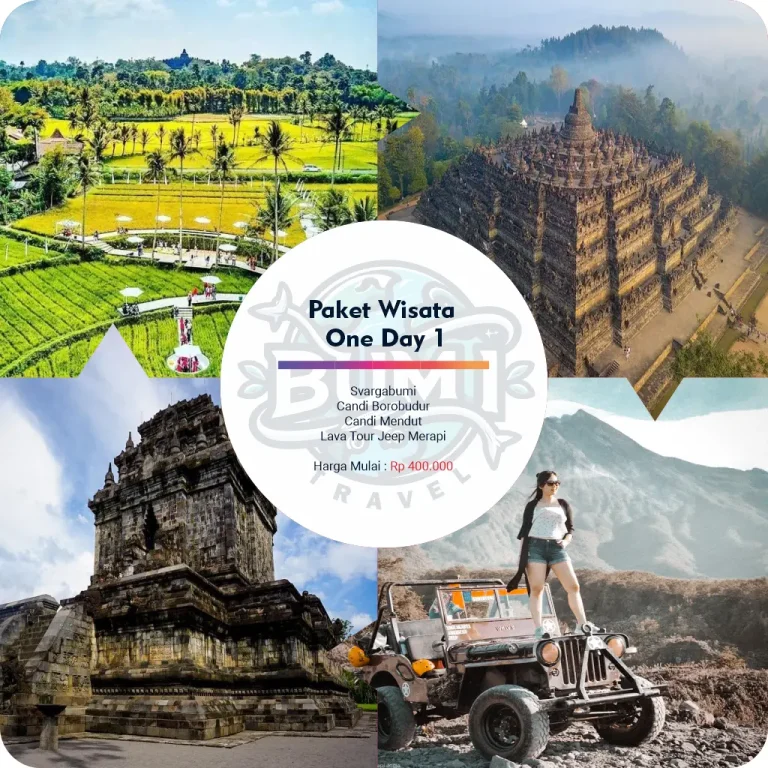 Paket Wisata
One Day 1
BUMI
TRAVEL
Svargabumi
Candi Borobudur
Candi Mendut
Lava Tour Jeep Merapi
Harga Mulai : Rp 400.000